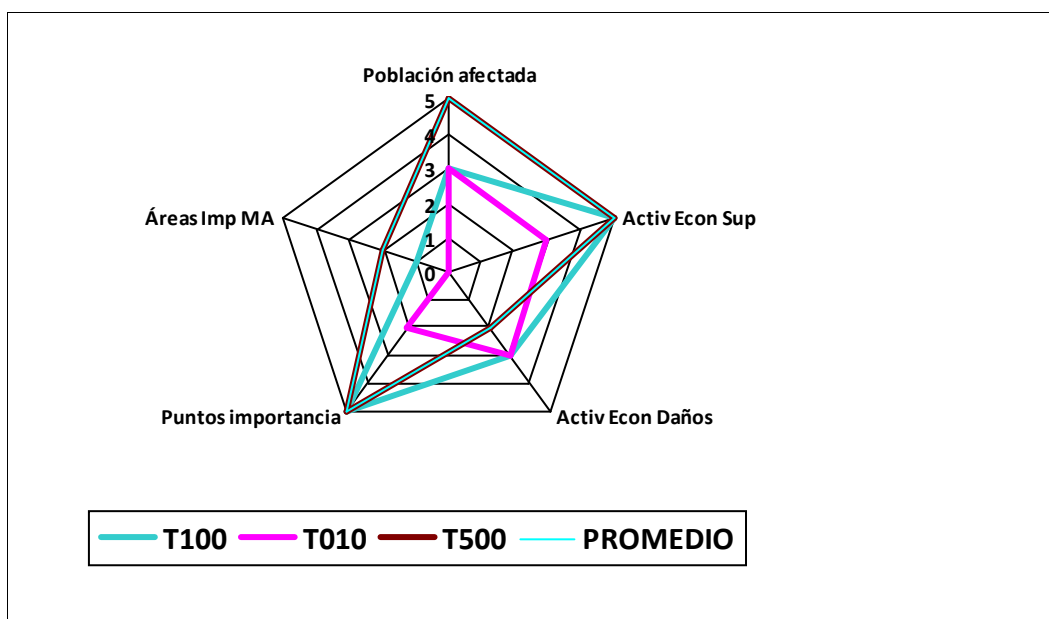 Población afectada
5
4
3
2
1
0
Áreas Imp MA
Activ Econ Sup
Puntos importancia
Activ Econ Daños
T100 T010 T500 PROMEDIO